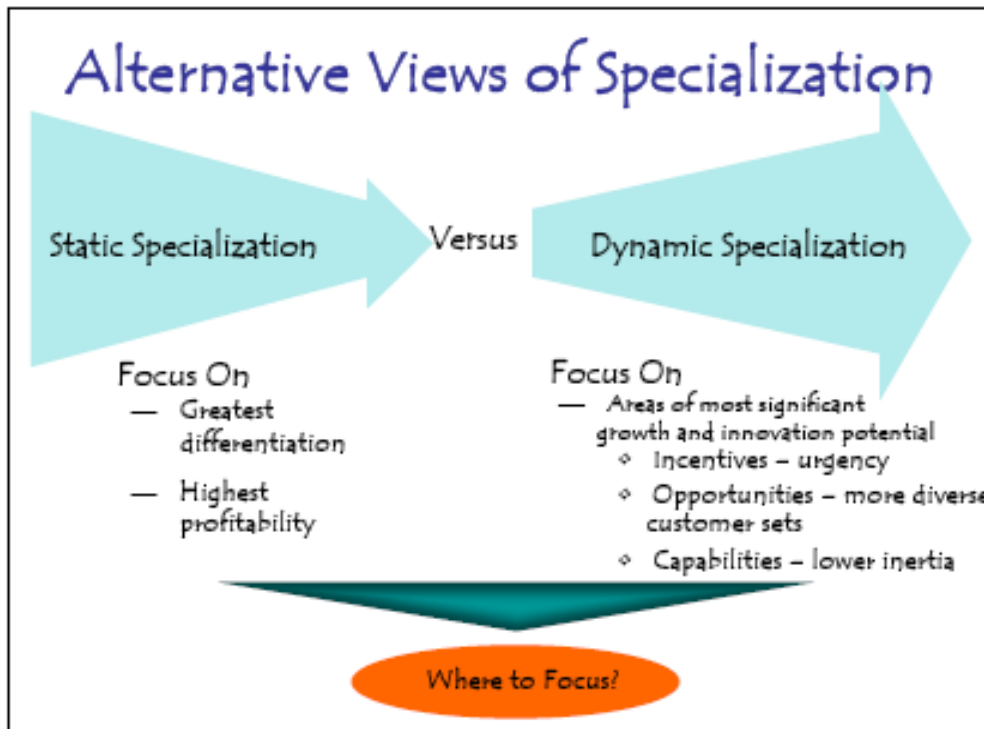 Alternative Views of Specialization
Static Specialization
Versus
Dynamic Specialization
Focus On
— Greatest
differentiation
— Highest
profitability
Focus On
— Areas of most significant
growth and innovation potential
⋄ Incentives – urgency
⋄ Opportunities – more diverse
customer sets
⋄ Capabilities – lower inertia
Where to Focus?